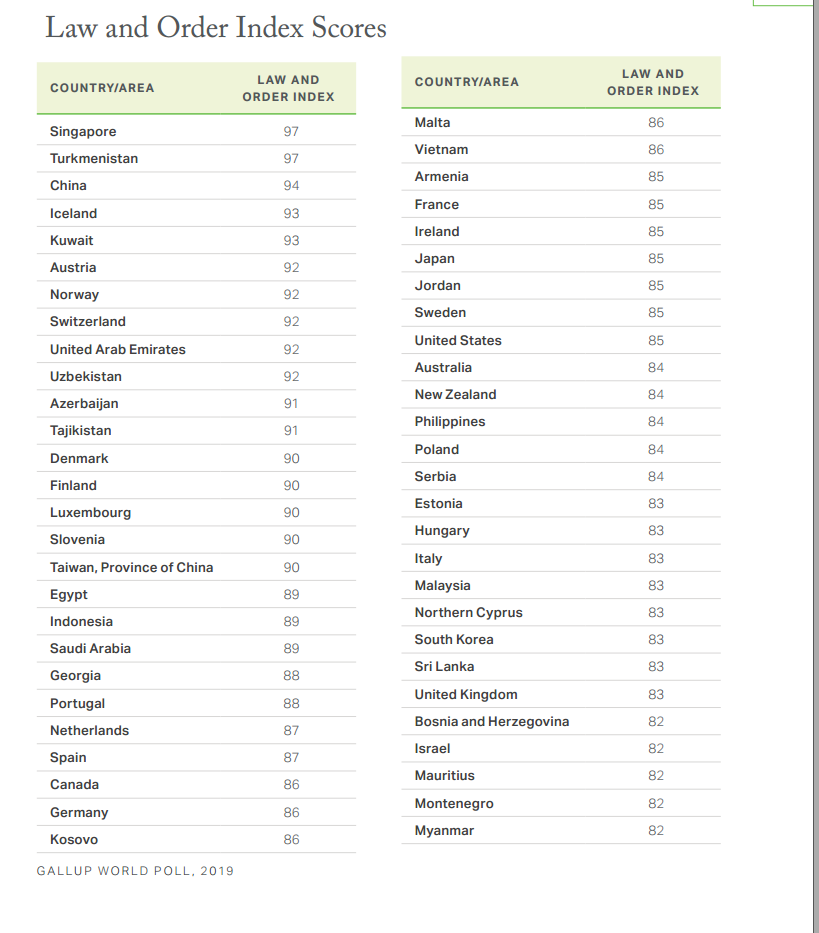 Law and Order Index Scores
COUNTRY/AREA LAW AND ORDER INDEX
Singapore 97
Turkmenistan 97
China 94
Iceland 93
Kuwait 93
Austria 92
Norway 92
Switzerland 92
United Arab Emirates 92
Uzbekistan 92
Azerbaijan 91
Tajikistan 91
Denmark 90
Finland 90
Luxembourg 90
Slovenia 90
Taiwan, Province of China 90
Egypt 89
Indonesia 89
Saudi Arabia 89
Georgia 88
Portugal 88
Netherlands 87
Spain 87
Canada 86
Germany 86
Kosovo 86
COUNTRY/AREA LAW AND ORDER INDEX
Malta 86
Vietnam 86
Armenia 85
France 85
Ireland 85
Japan 85
Jordan 85
Sweden 85
United States 85
Australia 84
New Zealand 84
Philippines 84
Poland 84
Serbia 84
Estonia 83
Hungary 83
Italy 83
Malaysia 83
Northern Cyprus 83
South Korea 83
Sri Lanka 83
United Kingdom 83
Bosnia and Herzegovina 82
Israel 82
Mauritius 82
Montenegro 82
Myanmar 82
GALLUP WORLD POLL, 2019